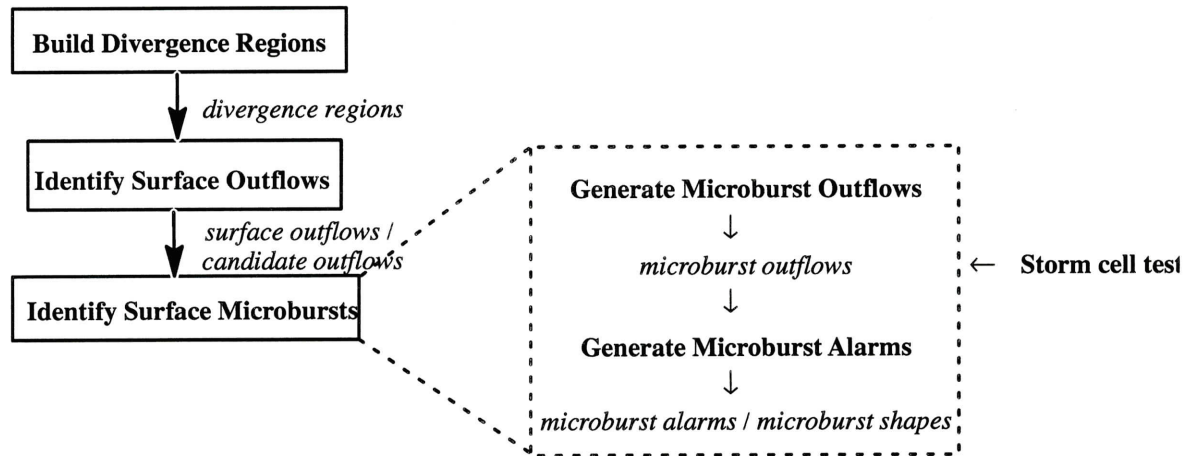 Build Divergence Regions
divergence regions
Identify Surface Outflows
surface outflows /
candidate outflows
Identify Surface Microbursts
Generate Microburst Outflows
↓
microburst outflows
↓
Generate Microburst Alarms
↓
microburst alarms / microburst shapes
← Storm cell test